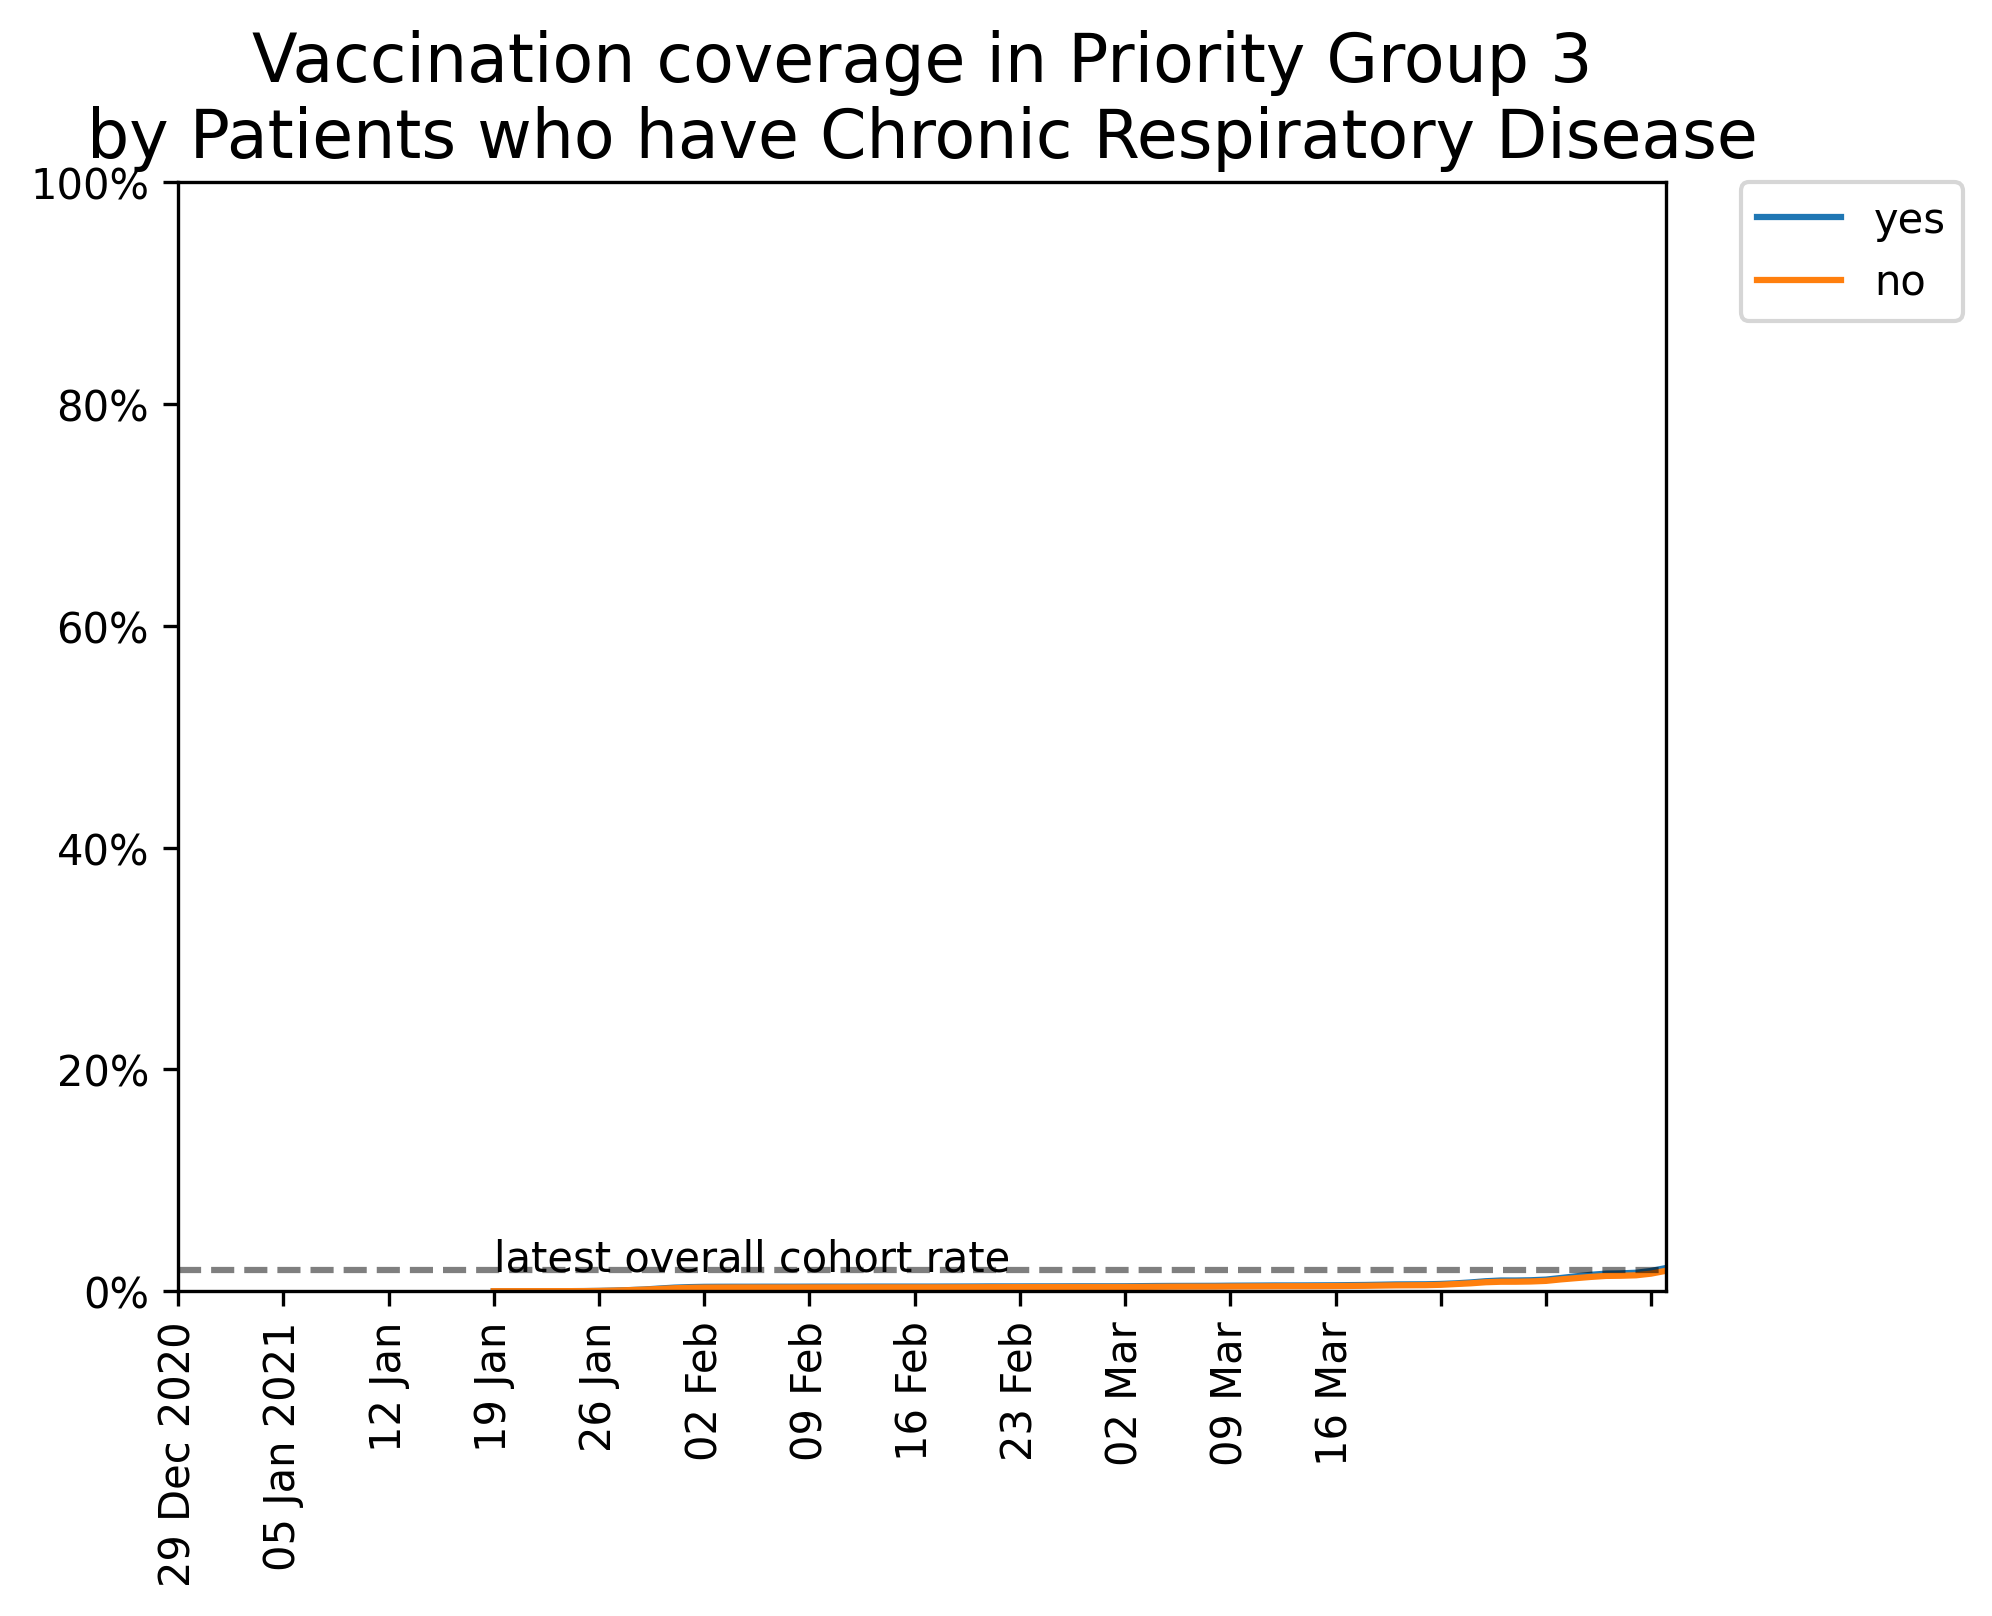 Vaccination coverage in Priority Group 3
by Patients who have Chronic Respiratory Disease
100%
80%
60%
40%
20%
0%
yes
no
latest overall cohort rate
29 Dec 2020
05 Jan 2021
12 Jan
19 Jan
26 Jan
02 Feb
09 Feb
16 Feb
23 Feb
02 Mar
09 Mar
16 Mar